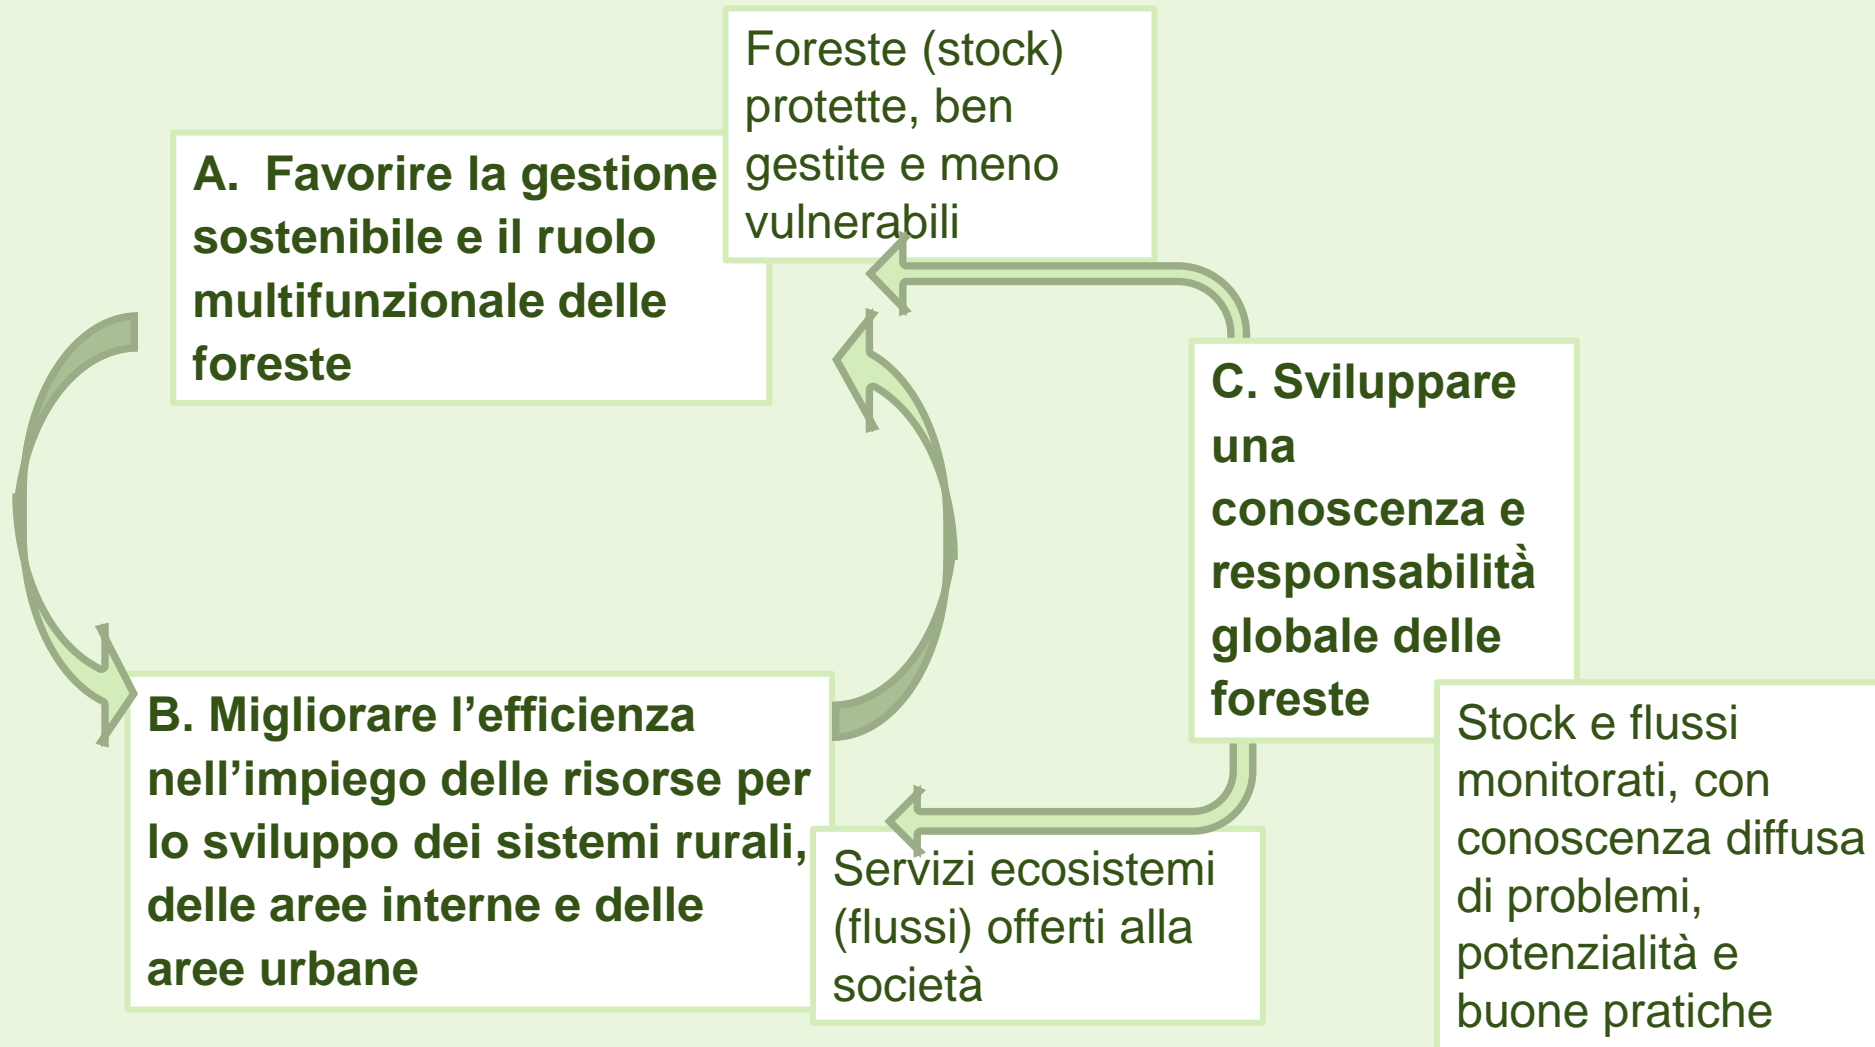 Foreste (stock)
protette, ben
gestite e meno
vulnerabili
A. Favorire la gestione
sostenibile e il ruolo
multifunzionale delle
foreste
C. Sviluppare
una
conoscenza e
responsabilità̀
globale delle
foreste
B. Migliorare l’efficienza
nell’impiego delle risorse per
lo sviluppo dei sistemi rurali,
delle aree interne e delle
aree urbane
Servizi ecosistemi
(flussi) offerti alla
società
Stock e flussi
monitorati, con
conoscenza diffusa
di problemi,
potenzialità e
buone pratiche